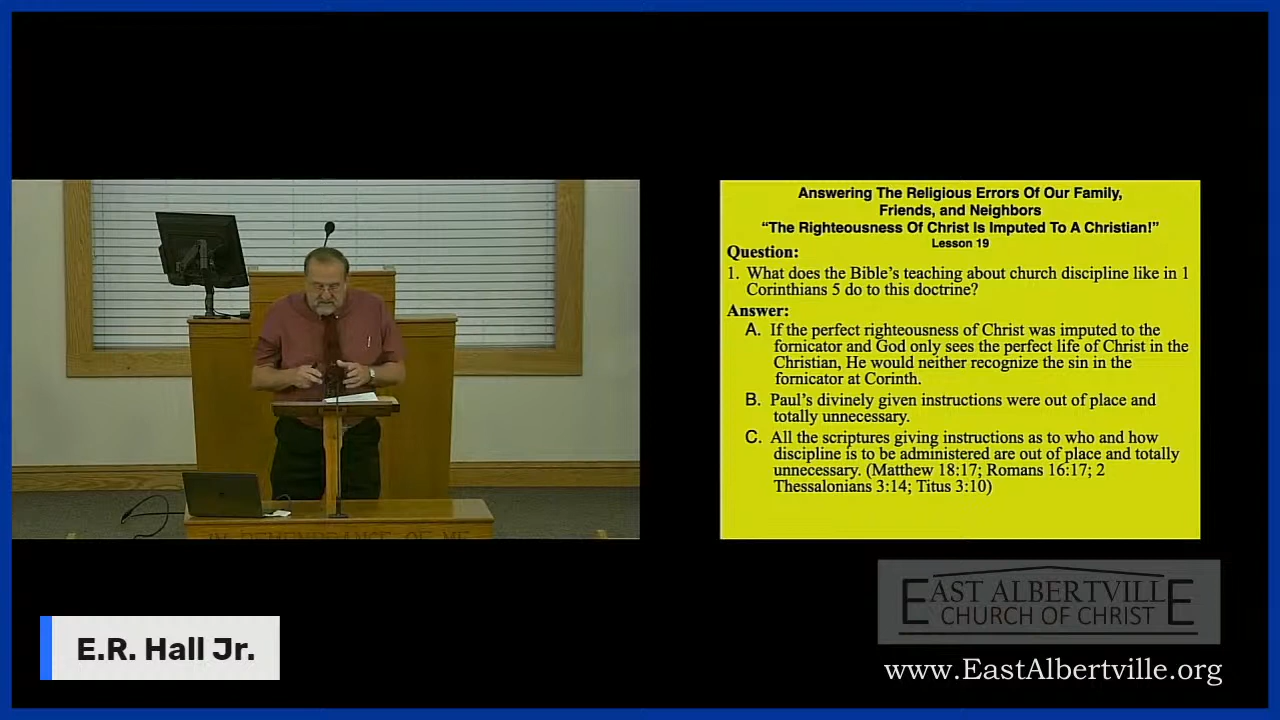 Answering The Religious Errors Of Our Family,
Friends, and Neighbors
“The Righteousness Of Christ Is Imputed To A Christian!”
Lesson 19
Question:
1. What does the Bible’s teaching about church discipline like in 1
Corinthians 5 do to this doctrine?
Answer:
A. If the perfect righteousness of Christ was imputed to the
fornicator and God only sees the perfect life of Christ in the
Christian, He would neither recognize the sin in the
fornicator at Corinth.
B. Paul’s divinely given instructions were out of place and
totally unnecessary.
C. All the scriptures giving instructions as to who and how
discipline is to be administered are out of place and totally
unnecessary. (Matthew 18:17; Romans 16:17; 2
Thessalonians 3:14; Titus 3:10)
IN REMEMBRANCE OF ME
EAST ALBERTVILLE
CHURCH OF CHRIST
E.R. Hall Jr.
www.EastAlbertville.org